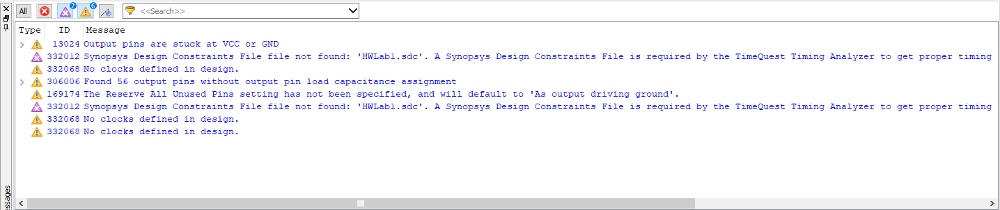 All 2 6 <<Search>>
Type ID Message
13024 Output pins are stuck at VCC or GND
332012 Synopsys Design Constraints File file not found: 'HWLab1.sdc'. A Synopsys Design Constraints File is required by the TimeQuest Timing Analyzer to get proper timing
332068 No clocks defined in design.
306006 Found 56 output pins without output pin load capacitance assignment
169174 The Reserve All Unused Pins setting has not been specified, and will default to 'As output driving ground'.
332012 Synopsys Design Constraints File file not found: 'HWLab1.sdc'. A Synopsys Design Constraints File is required by the TimeQuest Timing Analyzer to get proper timing
332068 No clocks defined in design.
332068 No clocks defined in design.
essages